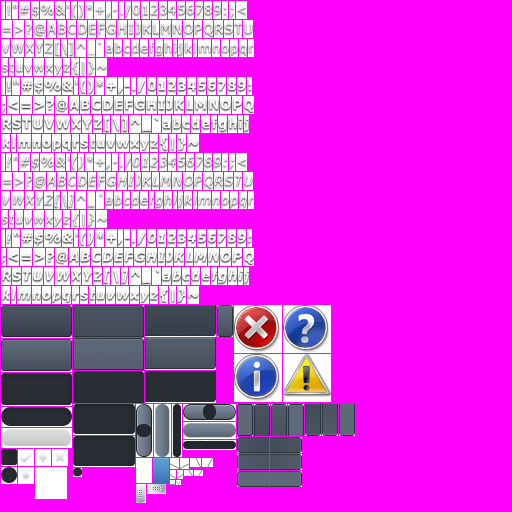 !"#$%&'()*+,-./0123456789:;<
=>?@ABCDEFGHIJKLMNOPQRSTU
VWXYZ[\]^_`abcdefghijklmnopqr
stuvwxyz{|}~
!"#$%&'()*+,-./0123456789:
;<=>?@ABCDEFGHIJKLMNOPQ
RSTUVWXYZ[\]^_`abcdefghij
klmnopqrstuvwxyz{|}~
!"#$%&'()*+,-./0123456789:;<
=>?@ABCDEFGHIJKLMNOPQRSTU
VWXYZ[\]^_`abcdefghijklmnopqr
stuvwxyz{|}~
!"#$%&'()*+,-./0123456789:
;<=>?@ABCDEFGHIJKLMNOPQ
RSTUVWXYZ[\]^_`abcdefghij
klmnopqrstuvwxyz{|}~
?
i !